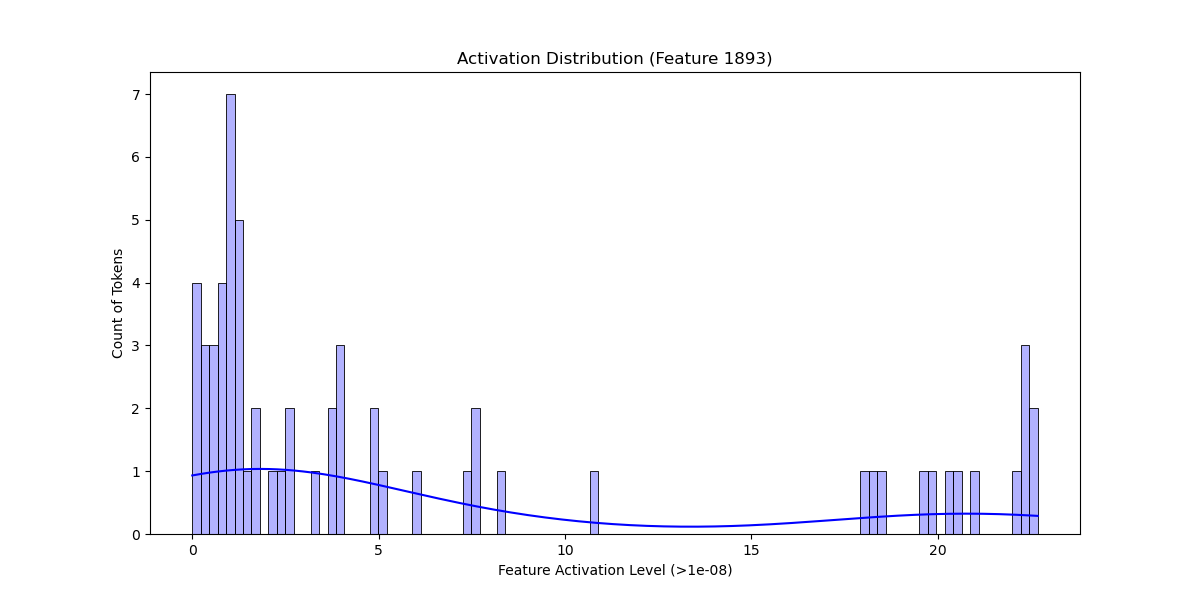 Activation Distribution (Feature 1893)
7
6
5
4
3
2
1
0
Count of Tokens
0 5 10 15 20
Feature Activation Level (>1e-08)